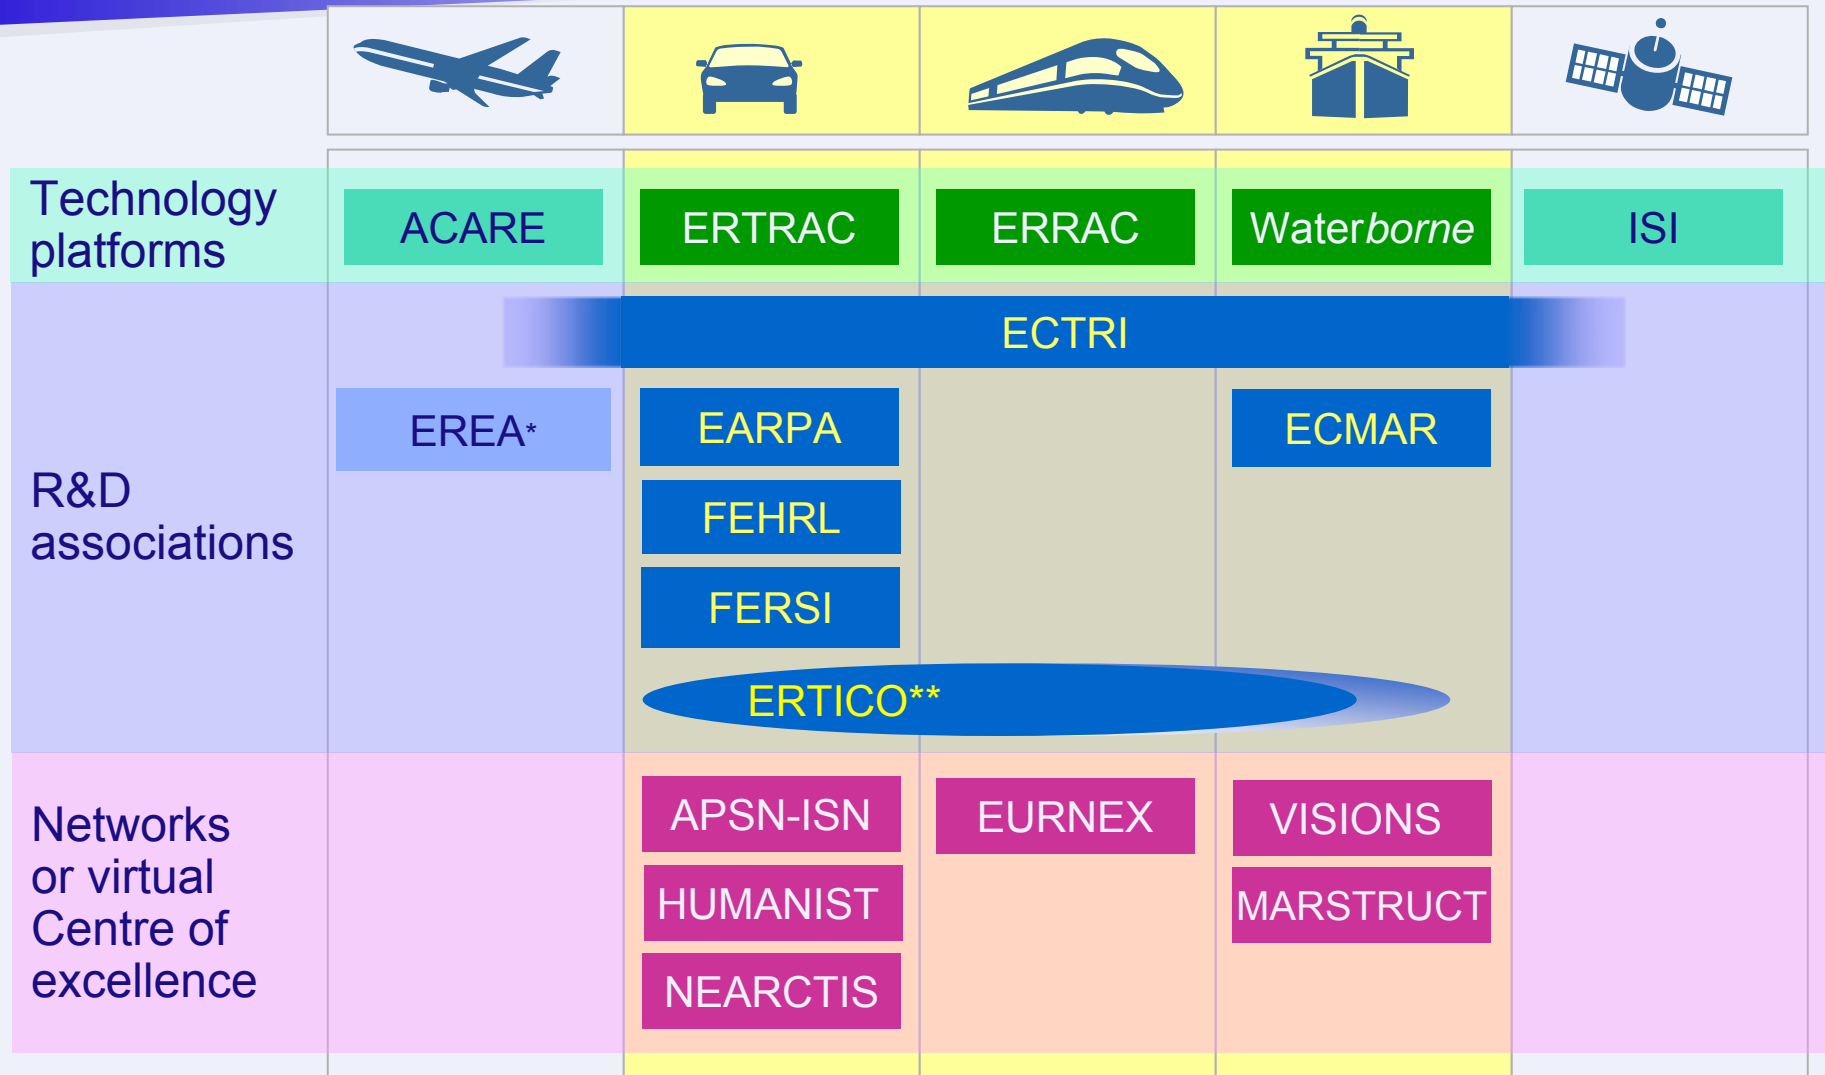 Technology
platforms
ACARE
ERTRAC
ERRAC
Waterborne
ISI
ECTRI
R&D
associations
EREA*
EARPA
ECMAR
FEHRL
FERSI
ERTICO**
Networks
or virtual
Centre of
excellence
APSN-ISN
EURNEX
VISIONS
HUMANIST
MARSTRUCT
NEARCTIS